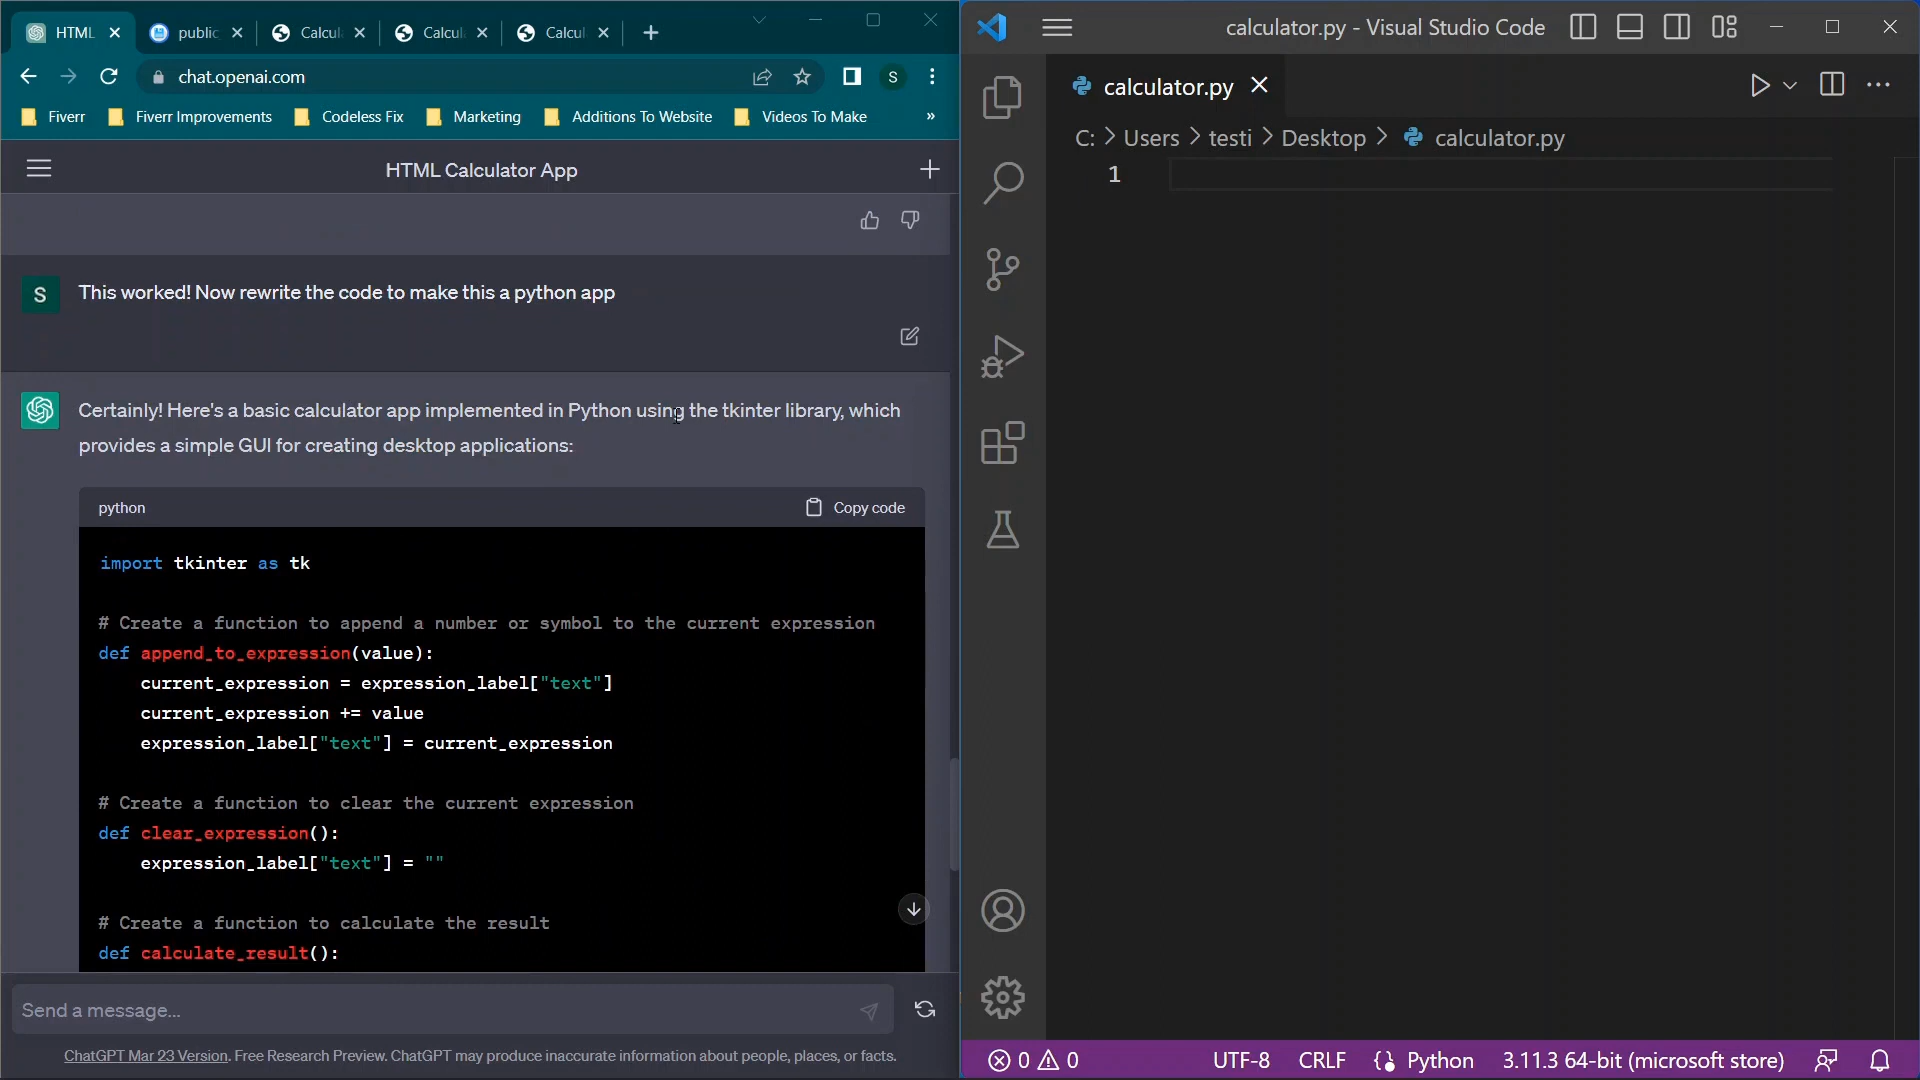 HTML
public
Calcul
Calcul
Calcul
chat.openai.com
S
Fiverr
Fiverr Improvements
Codeless Fix
Marketing
Additions To Website
Videos To Make
»
HTML Calculator App
S
This worked! Now rewrite the code to make this a python app
Certainly! Here's a basic calculator app implemented in Python using the tkinter library, which
provides a simple GUI for creating desktop applications:
python
Copy code
import tkinter as tk
# Create a function to append a number or symbol to the current expression
def append_to_expression(value):
current_expression = expression_label["text"]
current_expression += value
expression_label["text"] = current_expression
# Create a function to clear the current expression
def clear_expression():
expression_label["text"] = ""
# Create a function to calculate the result
def calculate_result():
Send a message...
ChatGPT Mar 23 Version. Free Research Preview. ChatGPT may produce inaccurate information about people, places, or facts.
calculator.py - Visual Studio Code
calculator.py
C: > Users > testi > Desktop > calculator.py
1
0 0 UTF-8 CRLF Python 3.11.3 64-bit (microsoft store)